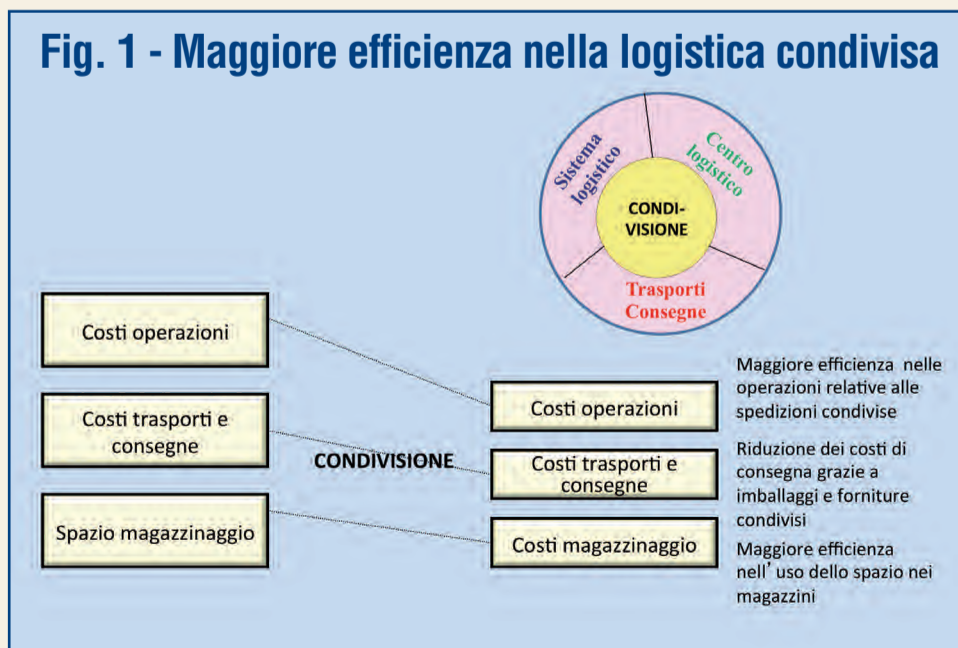 Fig. 1 - Maggiore efficienza nella logistica condivisa
Sistema
logistico
Centro
logistico
CONDI-
VISIONE
Trasporti
Consegne
Costi operazioni
Costi trasporti e
consegne
Spazio magazzinaggio
CONDIVISIONE
Costi operazioni
Costi trasporti e
consegne
Costi magazzinaggio
Maggiore efficienza nelle
operazioni relative alle
spedizioni condivise
Riduzione dei costi di
consegna grazie a
imballaggi e forniture
condivisi
Maggiore efficienza
nell' uso dello spazio nei
magazzini